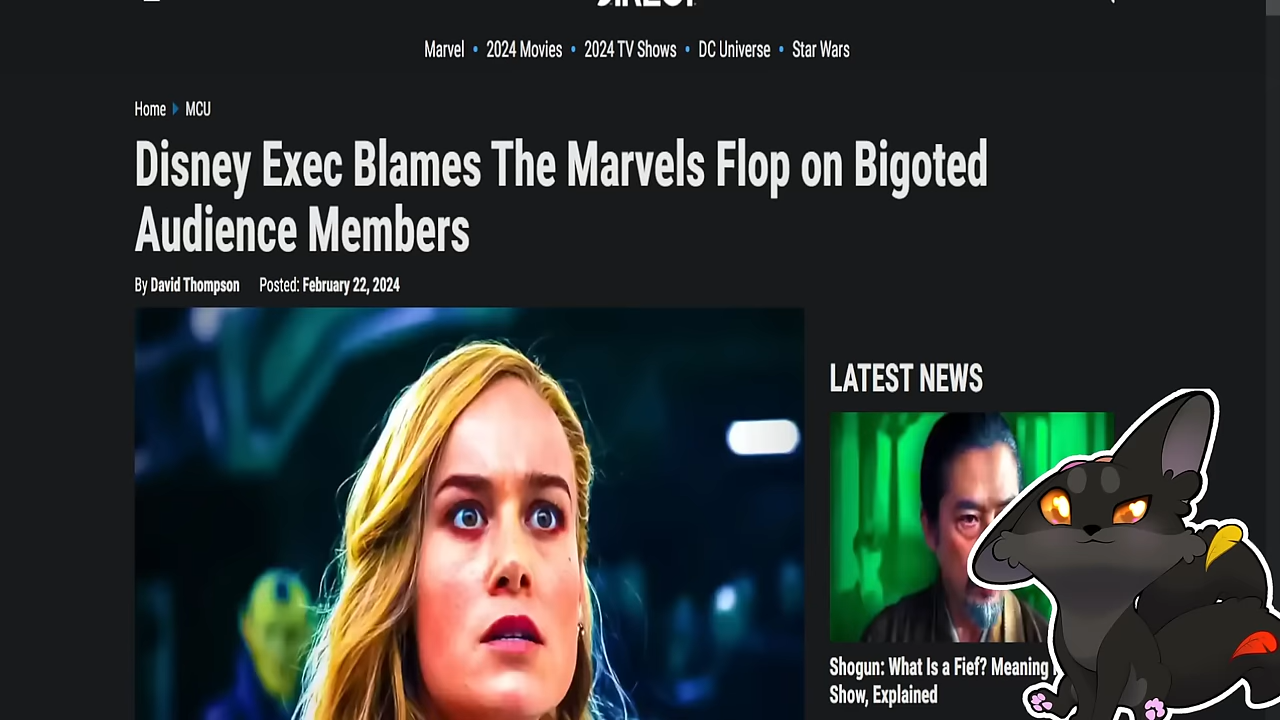 Marvel • 2024 Movies • 2024 TV Shows • DC Universe • Star Wars
Home MCU
Disney Exec Blames The Marvels Flop on Bigoted
Audience Members
By David Thompson Posted: February 22, 2024
LATEST NEWS
Shogun: What Is a Fief? Meaning
Show, Explained